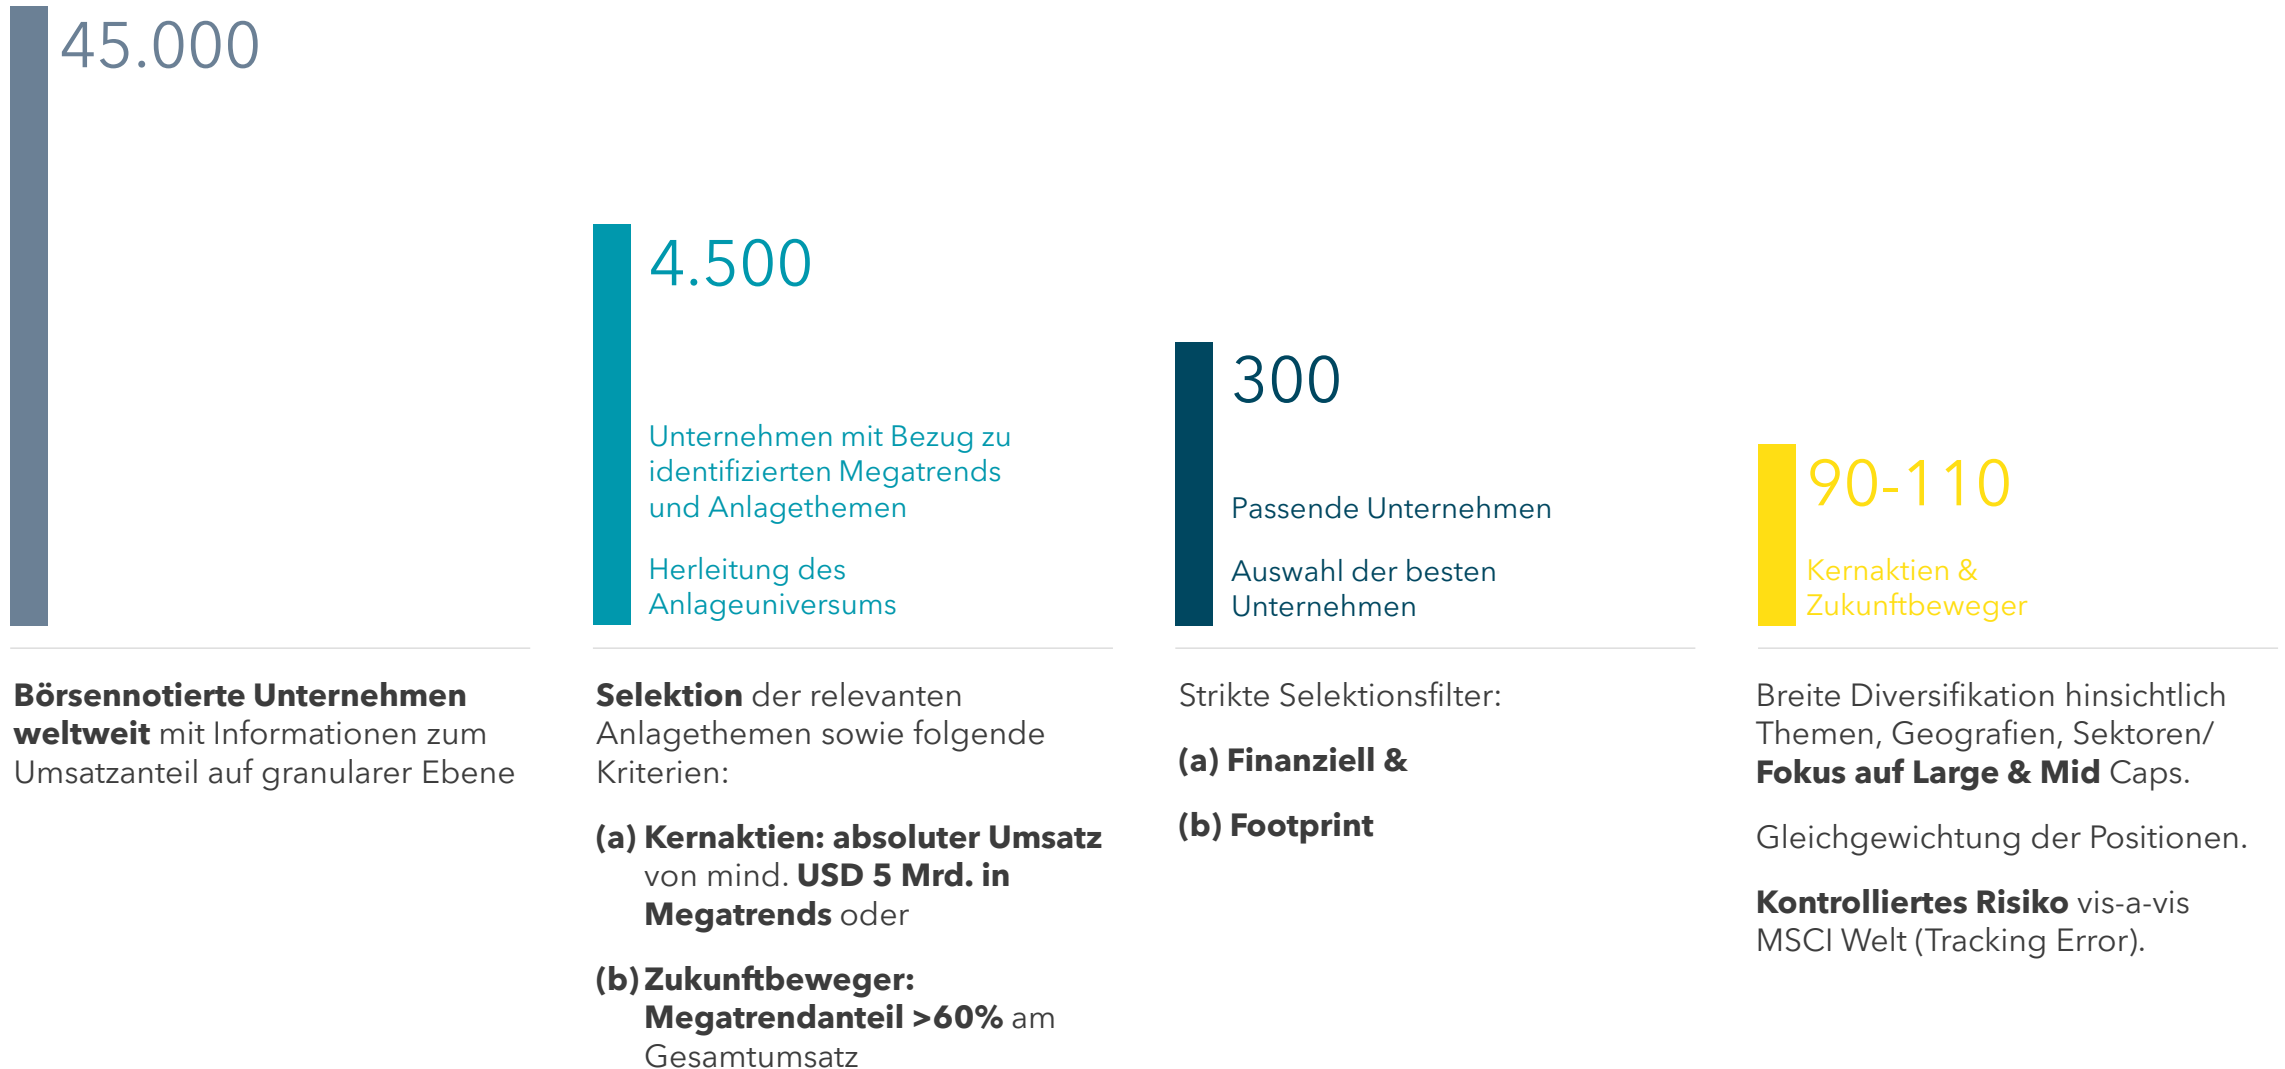 45.000
4.500
Unternehmen mit Bezug zu
identifizierten Megatrends
und Anlagethemen
Herleitung des
Anlageuniversums
300
Passende Unternehmen
Auswahl der besten
Unternehmen
90-110
Kernaktien &
Zukunftbeweger
Börsennotierte Unternehmen
weltweit mit Informationen zum
Umsatzanteil auf granularer Ebene
Selektion der relevanten
Anlagethemen sowie folgende
Kriterien:
(a) Kernaktien: absoluter Umsatz
von mind. USD 5 Mrd. in
Megatrends oder
(b) Zukunftbeweger:
Megatrendanteil >60% am
Gesamtumsatz
Strikte Selektionsfilter:
(a) Finanziell &
(b) Footprint
Breite Diversifikation hinsichtlich
Themen, Geografien, Sektoren/
Fokus auf Large & Mid Caps.
Gleichgewichtung der Positionen.
Kontrolliertes Risiko vis-a-vis
MSCI Welt (Tracking Error).